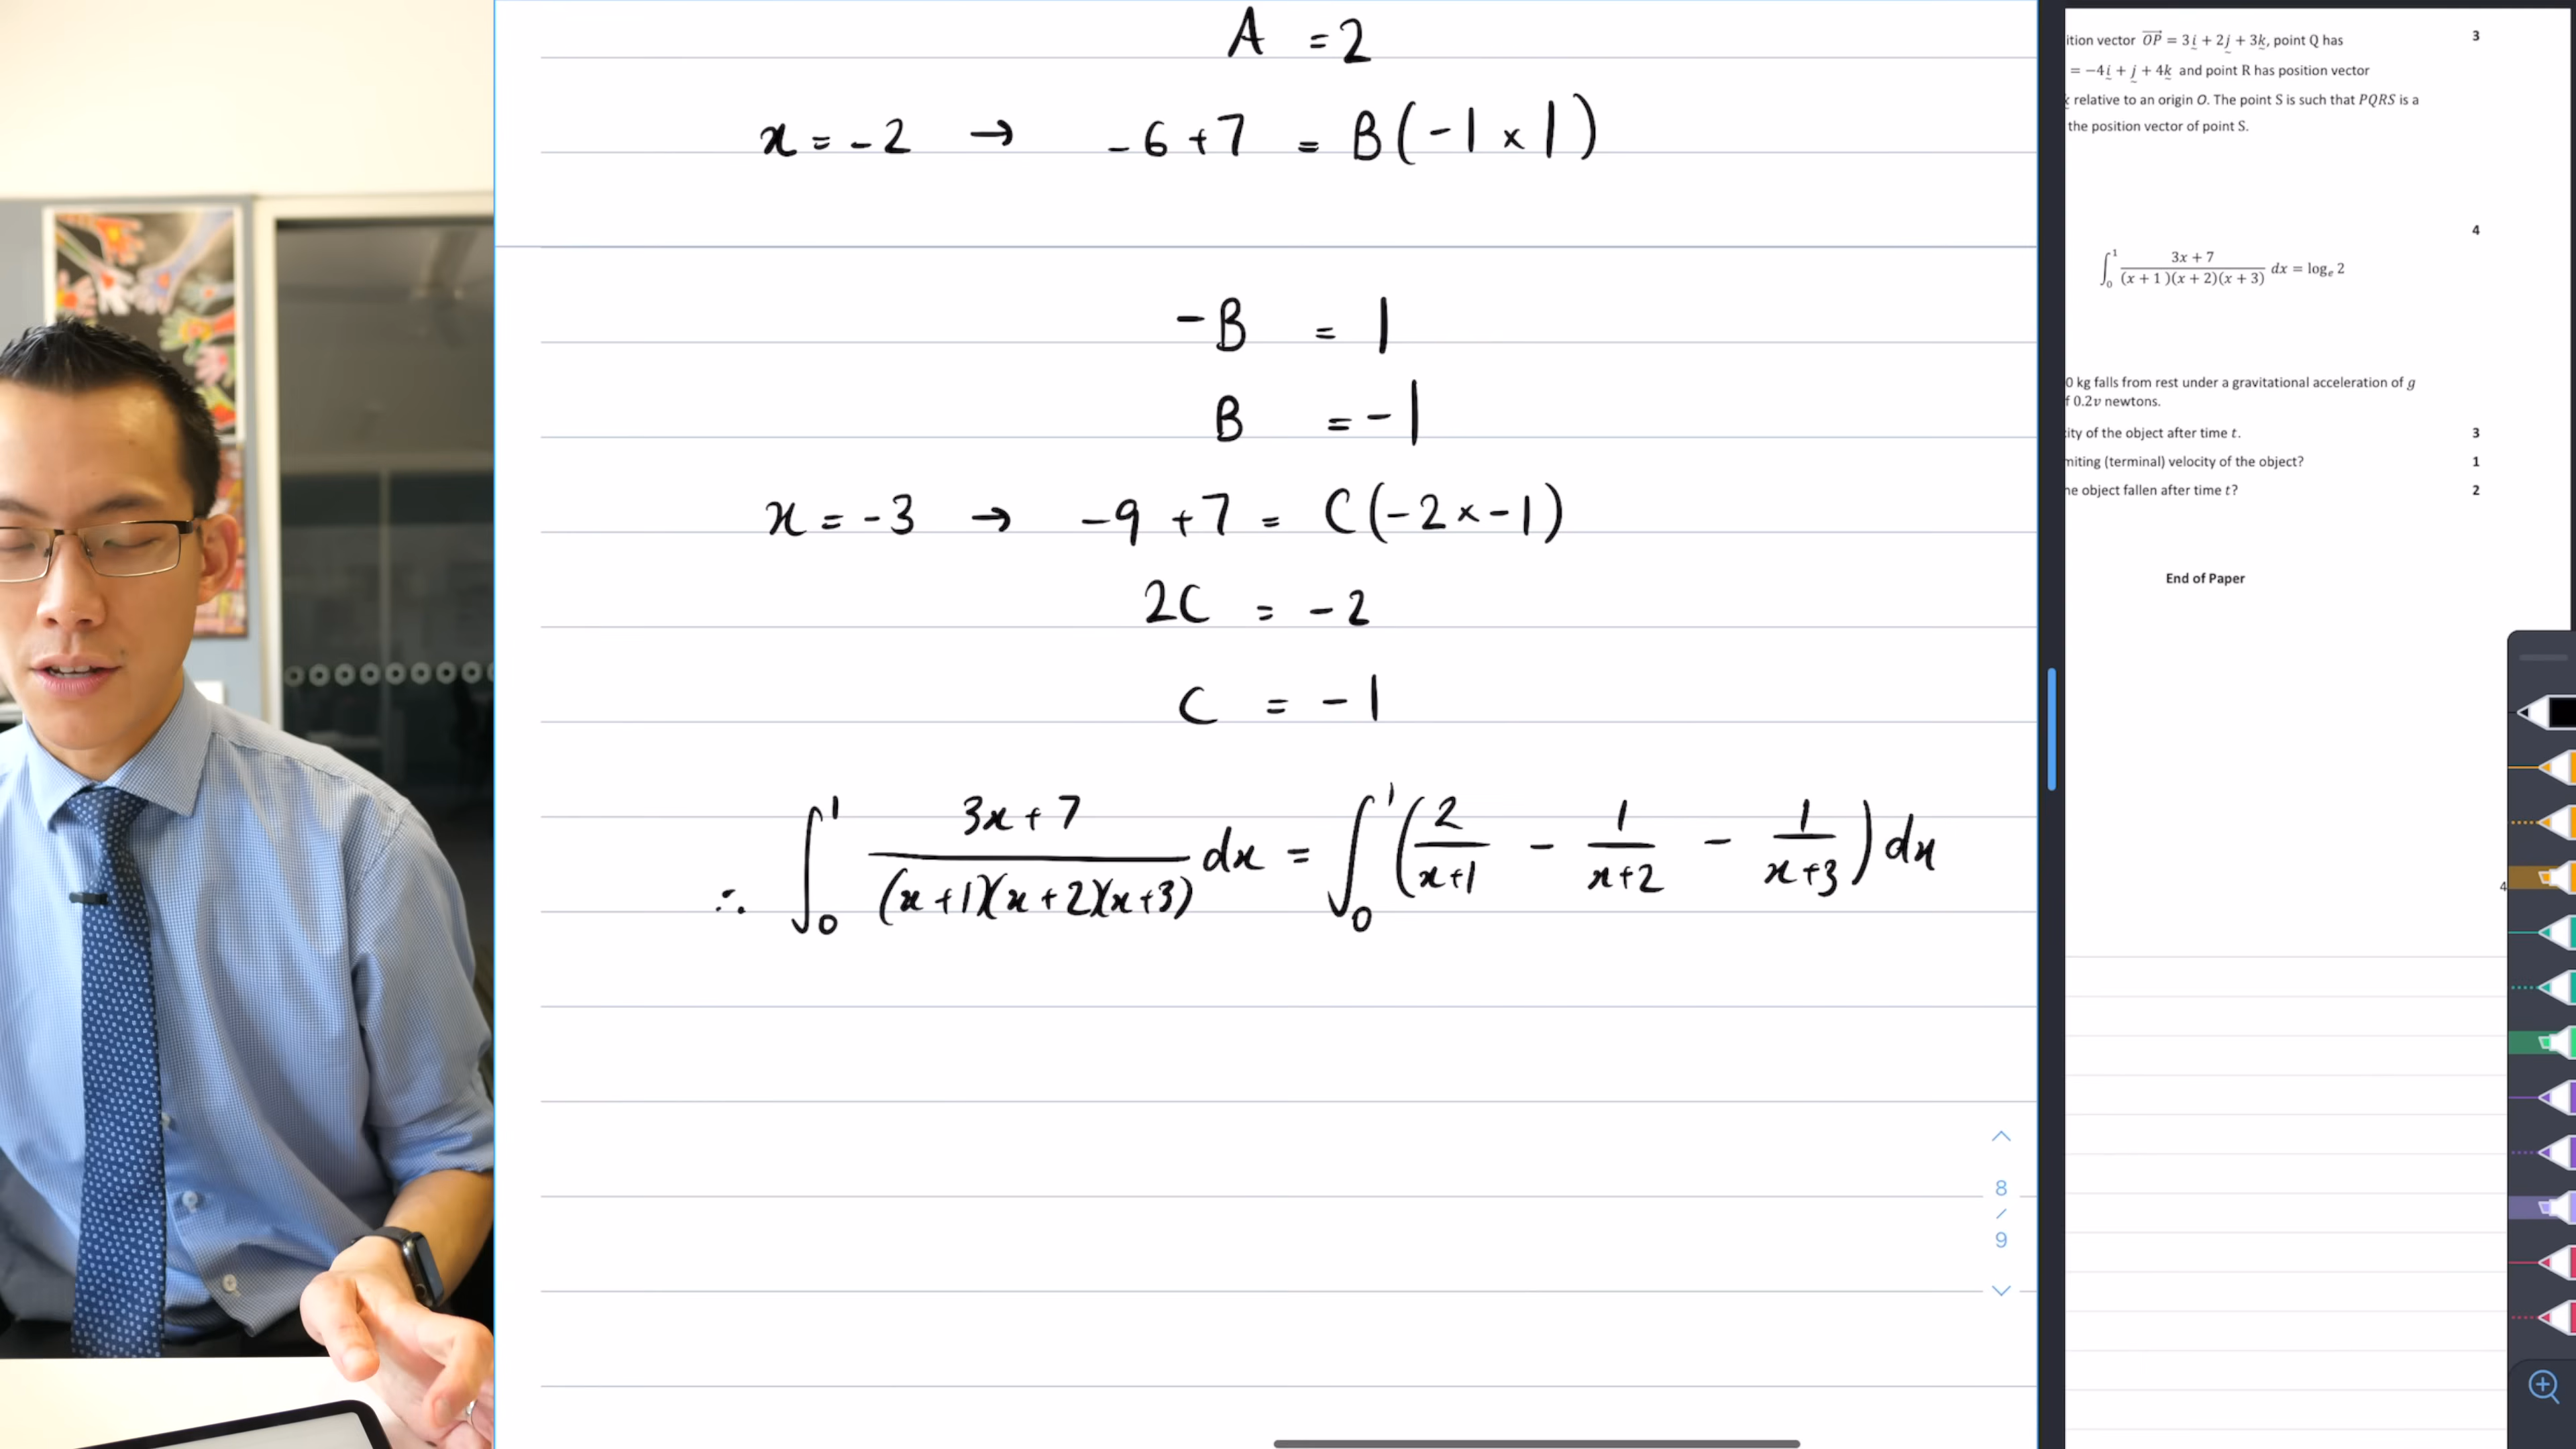 A = 2
x = -2 → -6 + 7 = B(-1 × 1)
-B = 1
B = -1
x = -3 → -9 + 7 = C(-2 × -1)
2C = -2
C = -1
∴ ∫₀¹ 3x + 7 / (x + 1)(x + 2)(x + 3) dx = ∫₀¹ (2/x+1 - 1/x+2 - 1/x+3) dx
8
/
9
ition vector OP = 3i + 2j + 3k, point Q has 3
= −4i + j + 4k and point R has position vector
relative to an origin O. The point S is such that PQRS is a
the position vector of point S.
4
∫₀¹ 3x + 7 / (x + 1)(x + 2)(x + 3) dx = logₑ 2
0 kg falls from rest under a gravitational acceleration of g
f 0.2v newtons.
ity of the object after time t. 3
miting (terminal) velocity of the object? 1
ne object fallen after time t? 2
End of Paper
4